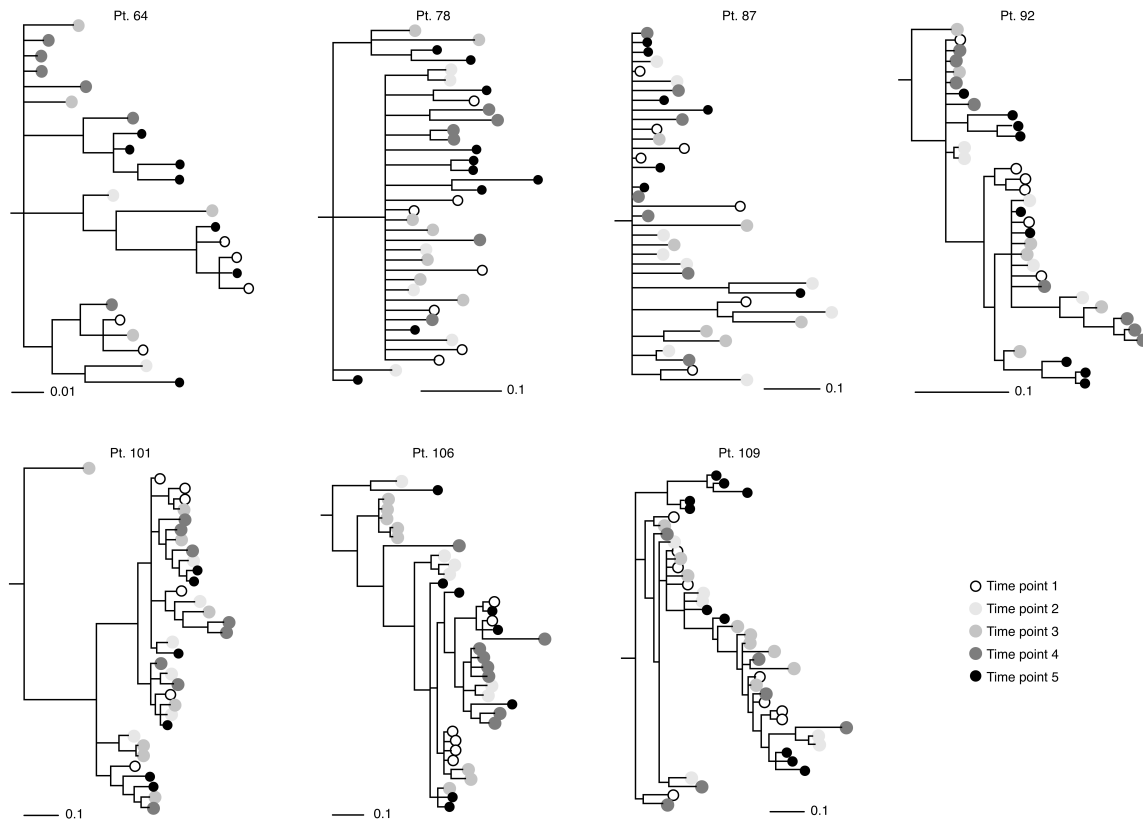 Pt. 64
Pt. 78
Pt. 87
Pt. 92
0.01
0.1
0.1
0.1
Pt. 101
Pt. 106
Pt. 109
Time point 1
Time point 2
Time point 3
Time point 4
Time point 5
0.1
0.1
0.1